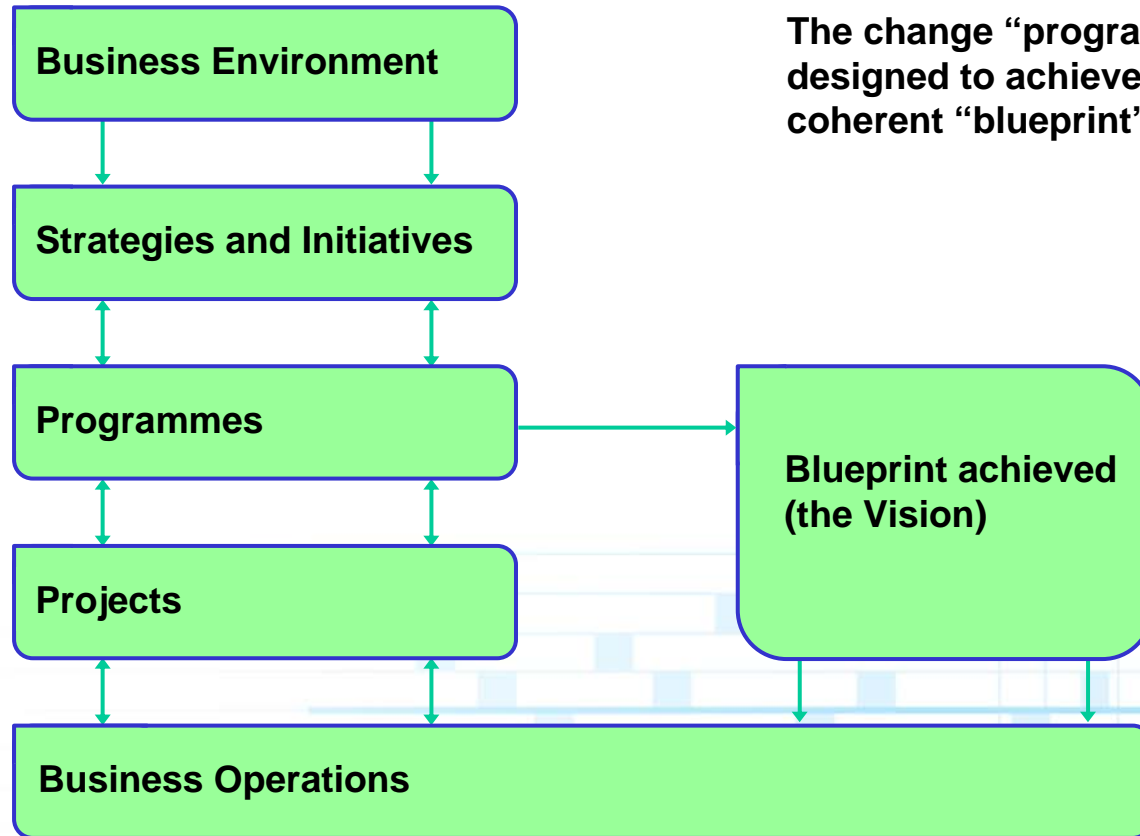 Business Environment
The change “progra
designed to achieve
coherent “blueprint”
Strategies and Initiatives
Programmes
Blueprint achieved
(the Vision)
Projects
Business Operations